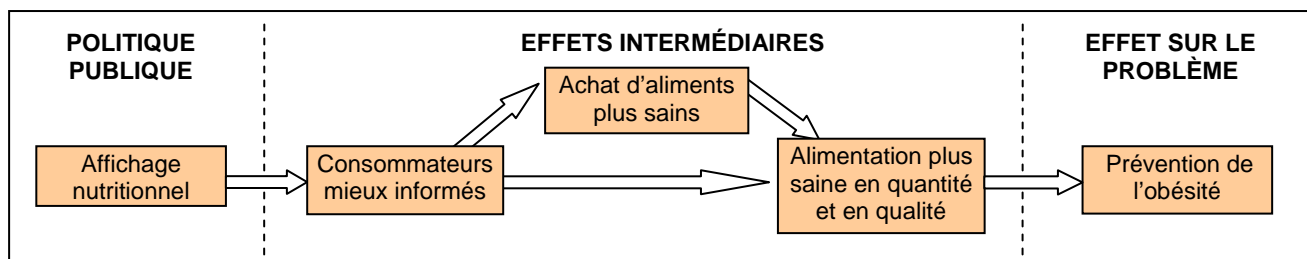 POLITIQUE
PUBLIQUE
EFFETS INTERMÉDIAIRES
EFFET SUR LE
PROBLÈME
Achat d’aliments
plus sains
Affichage
nutritionnel
Consommateurs
mieux informés
Alimentation plus
saine en quantité
et en qualité
Prévention de
l’obésité